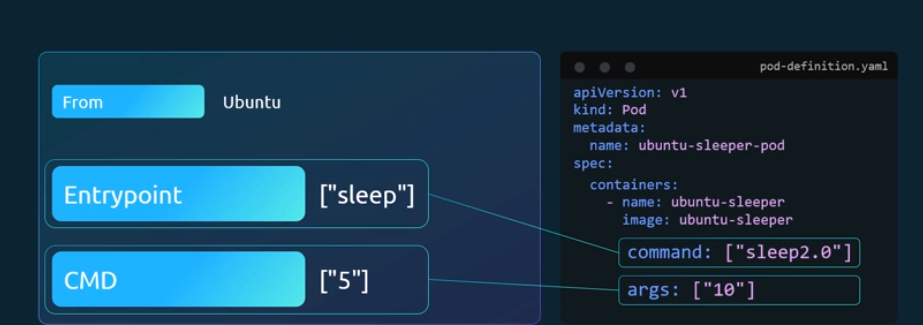 From Ubuntu
Entrypoint ["sleep"]
CMD ["5"]
pod-definition.yaml
apiVersion: v1
kind: Pod
metadata:
name: ubuntu-sleeper-pod
spec:
containers:
- name: ubuntu-sleeper
image: ubuntu-sleeper
command: ["sleep2.0"]
args: ["10"]